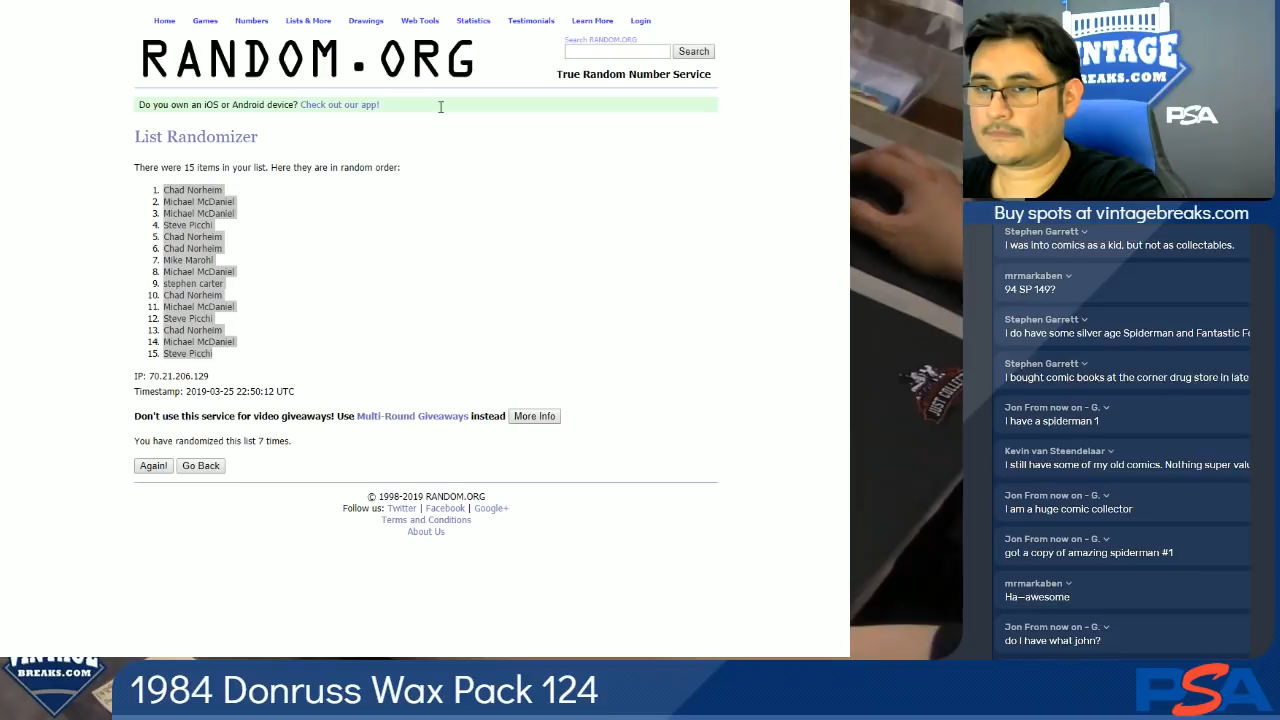 Home Games Numbers Lists & More Drawings Web Tools Statistics Testimonials Learn More Login
RANDOM.ORG
Search RANDOM.ORG
Search
True Random Number Service
Do you own an iOS or Android device? Check out our app!
List Randomizer
There were 15 items in your list. Here they are in random order:
1. Chad Norheim
2. Michael McDaniel
3. Michael McDaniel
4. Steve Picchi
5. Chad Norheim
6. Chad Norheim
7. Mike Marohl
8. Michael McDaniel
9. stephen carter
10. Chad Norheim
11. Michael McDaniel
12. Steve Picchi
13. Chad Norheim
14. Michael McDaniel
15. Steve Picchi
IP: 70.21.206.129
Timestamp: 2019-03-25 22:50:12 UTC
Don't use this service for video giveaways! Use Multi-Round Giveaways instead More Info
You have randomized this list 7 times.
Again! Go Back
© 1998-2019 RANDOM.ORG
Follow us: Twitter | Facebook | Google+
Terms and Conditions
About Us
VINTAGE
BREAKS.COM
PSA
JUST COLLECT
Buy spots at vintagebreaks.com
Stephen Garrett
I was into comics as a kid, but not as collectables.
mrmarkaben
94 SP 149?
Stephen Garrett
I do have some silver age Spiderman and Fantastic Fo
Stephen Garrett
I bought comic books at the corner drug store in late
Jon From now on - G.
I have a spiderman 1
Kevin van Steendelaar
I still have some of my old comics. Nothing super valu
Jon From now on - G.
I am a huge comic collector
Jon From now on - G.
got a copy of amazing spiderman #1
mrmarkaben
Ha—awesome
Jon From now on - G.
do I have what john?
VINTAGE
BREAKS.COM
1984 Donruss Wax Pack 124
PSA